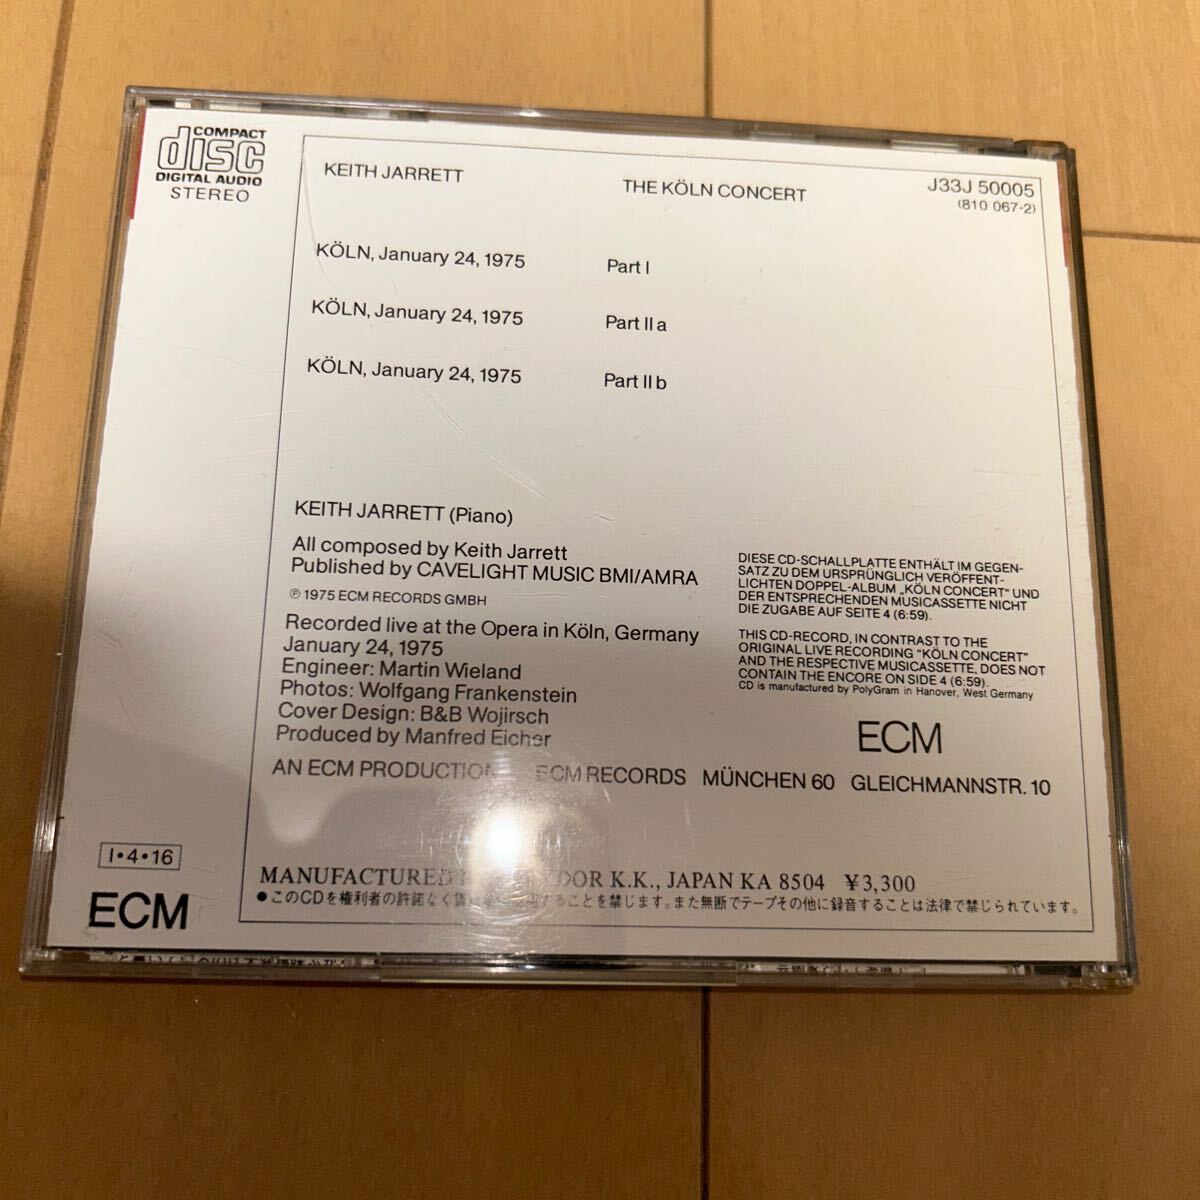 COMPACT
disc
DIGITAL AUDIO
STEREO
KEITH JARRETT THE KÖLN CONCERT J33J 50005
(810 067-2)
KÖLN, January 24, 1975 Part I
KÖLN, January 24, 1975 Part II a
KÖLN, January 24, 1975 Part II b
KEITH JARRETT (Piano)
All composed by Keith Jarrett
Published by CAVELIGHT MUSIC BMI/AMRA
℗ 1975 ECM RECORDS GMBH
Recorded live at the Opera in Köln, Germany
January 24, 1975
Engineer: Martin Wieland
Photos: Wolfgang Frankenstein
Cover Design: B&B Wojirsch
Produced by Manfred Eicher
DIESE CD-SCHALLPLATTE ENTHÄLT IM GEGEN-
SATZ ZU DEM URSPRÜNGLICH VERÖFFENT-
LICHTEN DOPPEL-ALBUM „KÖLN CONCERT" UND
DER ENTSPRECHENDEN MUSICASSETTE NICHT
DIE ZUGABE AUF SEITE 4 (6:59).
THIS CD-RECORD, IN CONTRAST TO THE
ORIGINAL LIVE RECORDING "KÖLN CONCERT"
AND THE RESPECTIVE MUSICASSETTE, DOES NOT
CONTAIN THE ENCORE ON SIDE 4 (6:59).
CD is manufactured by PolyGram in Hanover, West Germany
ECM
AN ECM PRODUCTION ECM RECORDS MÜNCHEN 60 GLEICHMANNSTR. 10
I•4•16
ECM
MANUFACTURED K.K., JAPAN KA 8504 ¥3,300
●このCDを権利者の許諾なく賃 することを禁じます。また無断でテープその他に録音することは法律で禁じられています。